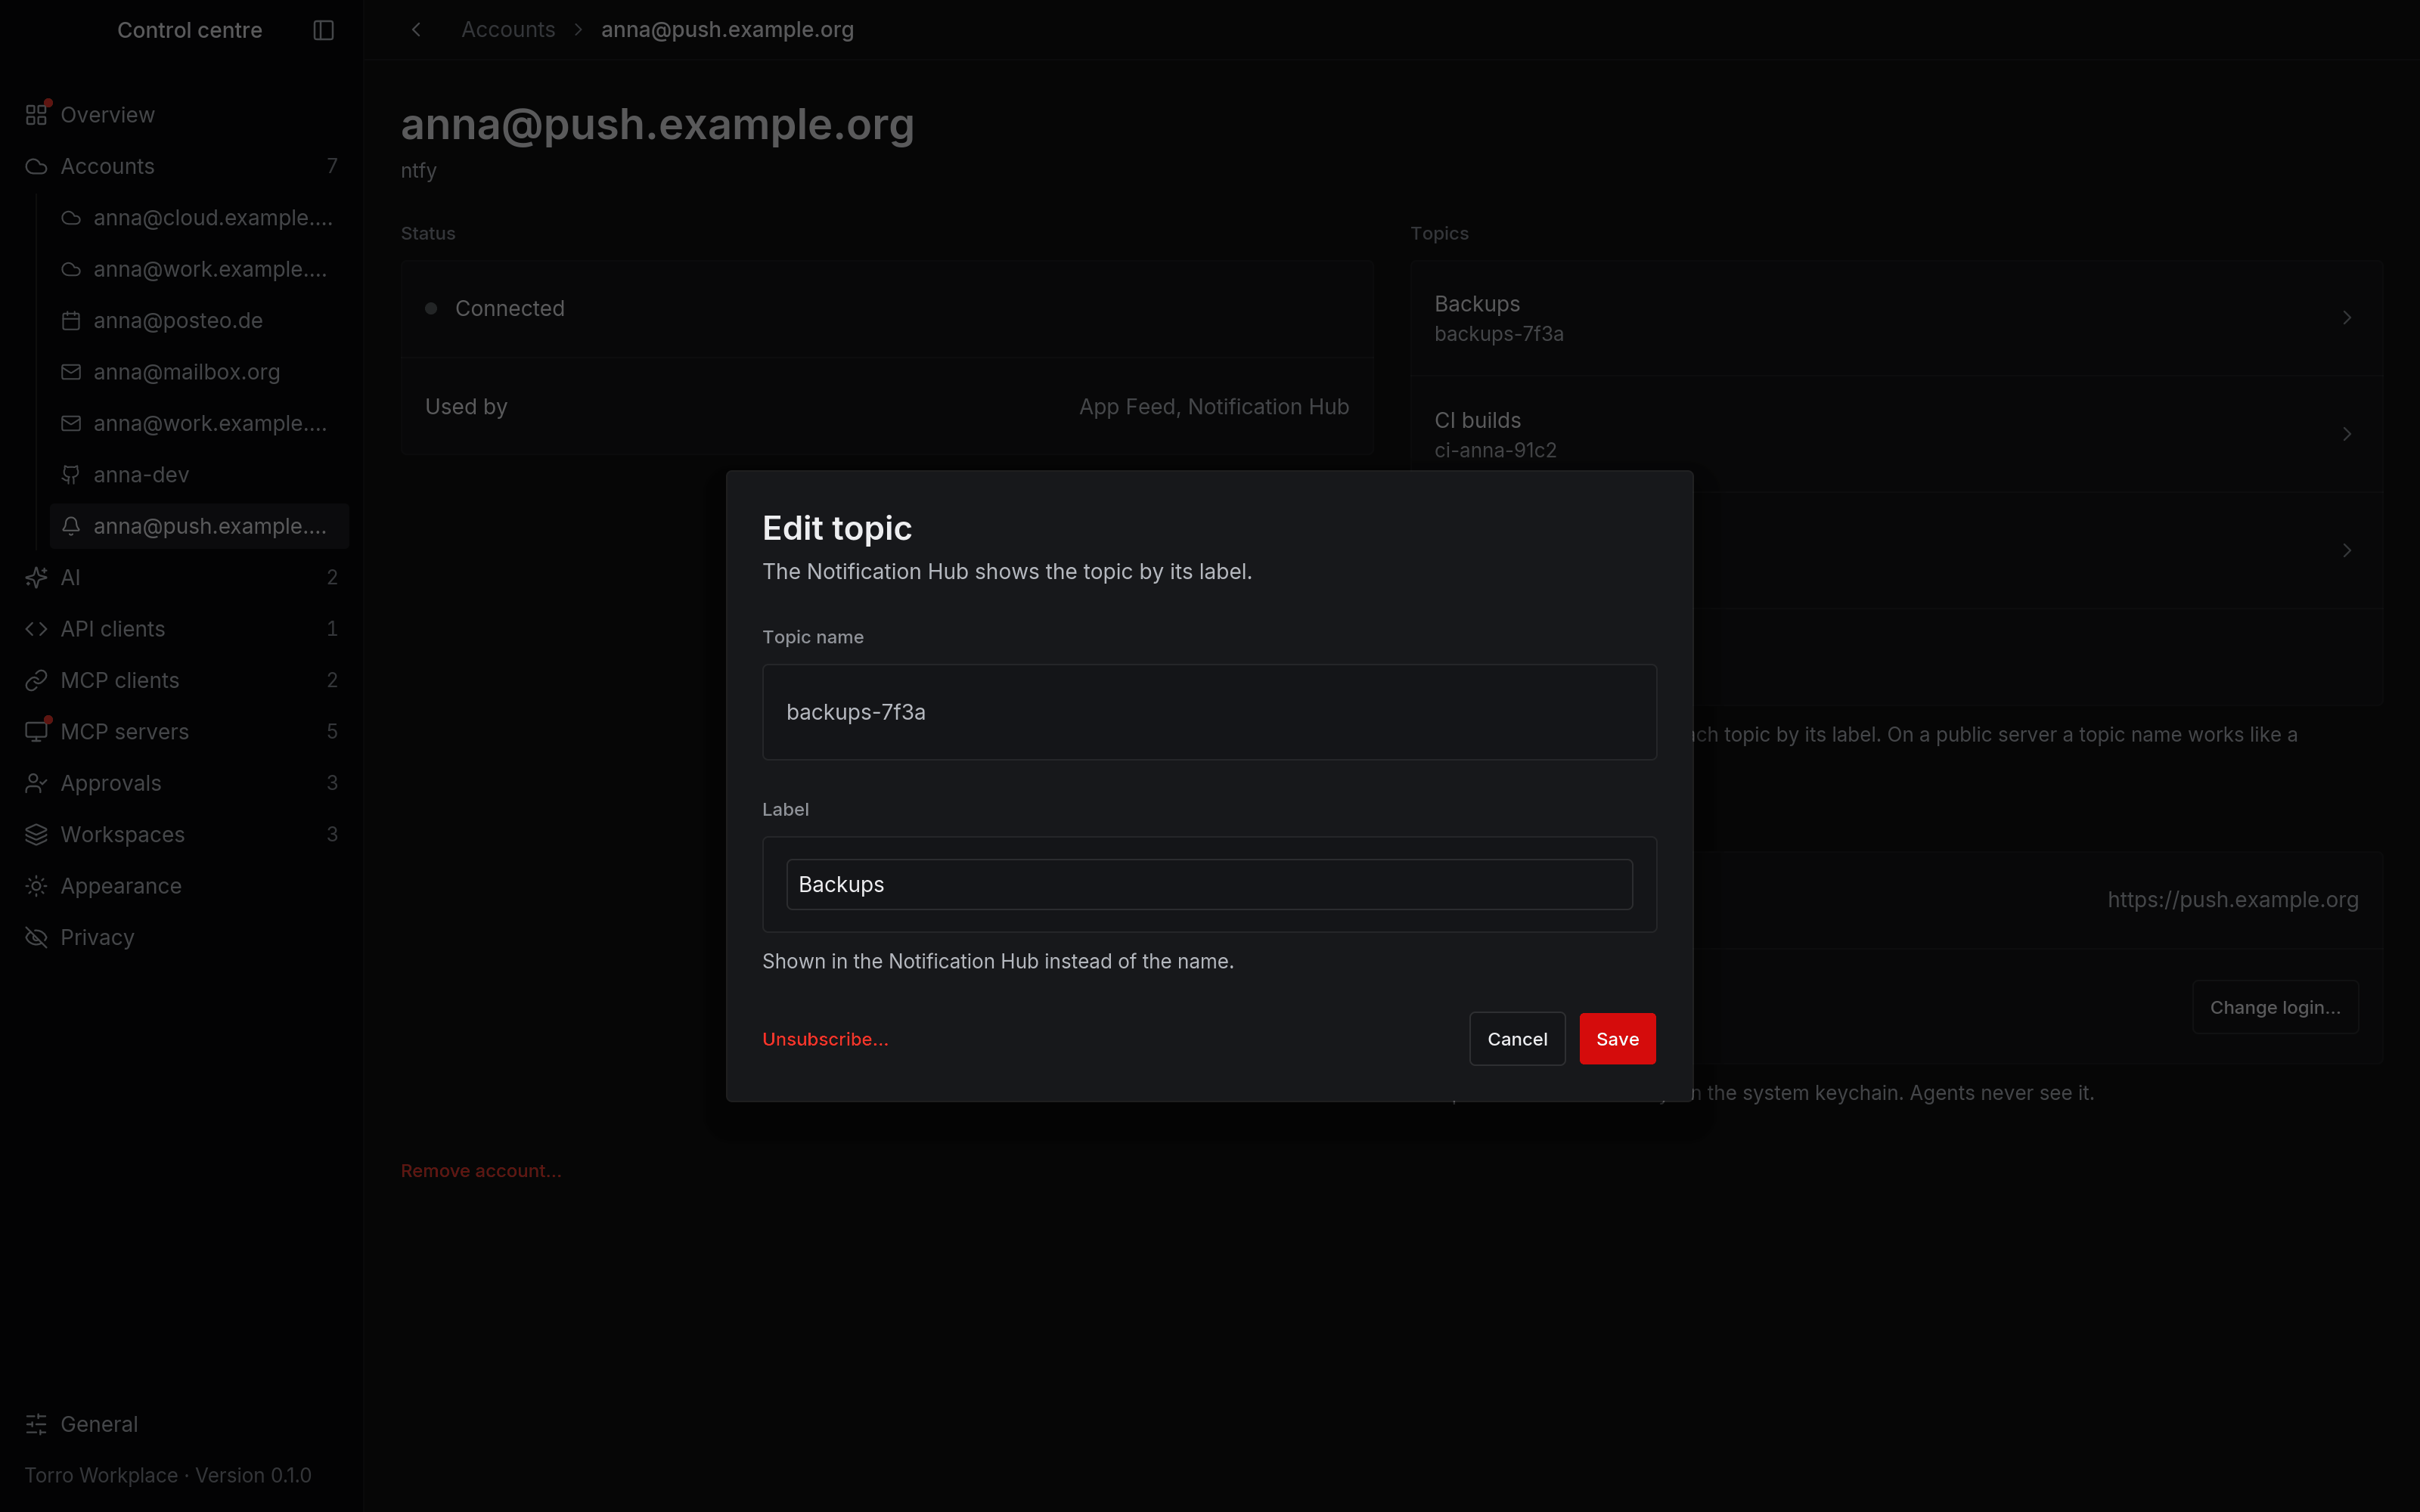 Control centre
Accounts
anna@push.example.org
Overview
Accounts 7
anna@cloud.example....
anna@work.example....
anna@posteo.de
anna@mailbox.org
anna@work.example....
anna-dev
anna@push.example....
AI 2
API clients 1
MCP clients 2
MCP servers 5
Approvals 3
Workspaces 3
Appearance
Privacy
General
Torro Workplace · Version 0.1.0
anna@push.example.org
ntfy
Status
Connected
Used by App Feed, Notification Hub
Topics
Backups
backups-7f3a
CI builds
ci-anna-91c2
topic by its label. On a public server a topic name works like a
https://push.example.org
Change login...
the system keychain. Agents never see it.
Remove account...
Edit topic
The Notification Hub shows the topic by its label.
Topic name
backups-7f3a
Label
Backups
Shown in the Notification Hub instead of the name.
Unsubscribe...
Cancel
Save